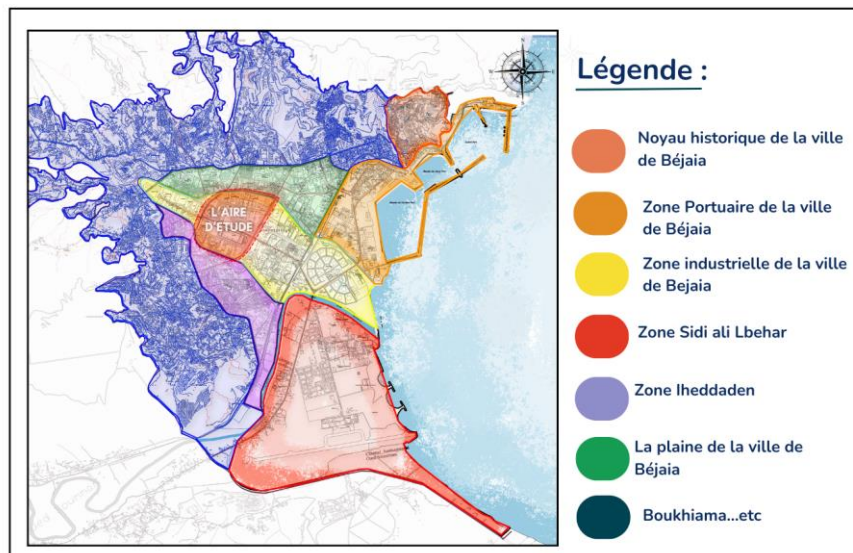 N
L'AIRE
D'ETUDE
Légende :
Noyau historique de la ville
de Béjaia
Zone Portuaire de la ville
de Béjaia
Zone industrielle de la ville
de Bejaia
Zone Sidi ali Lbehar
Zone Iheddaden
La plaine de la ville de
Béjaia
Boukhiama...etc